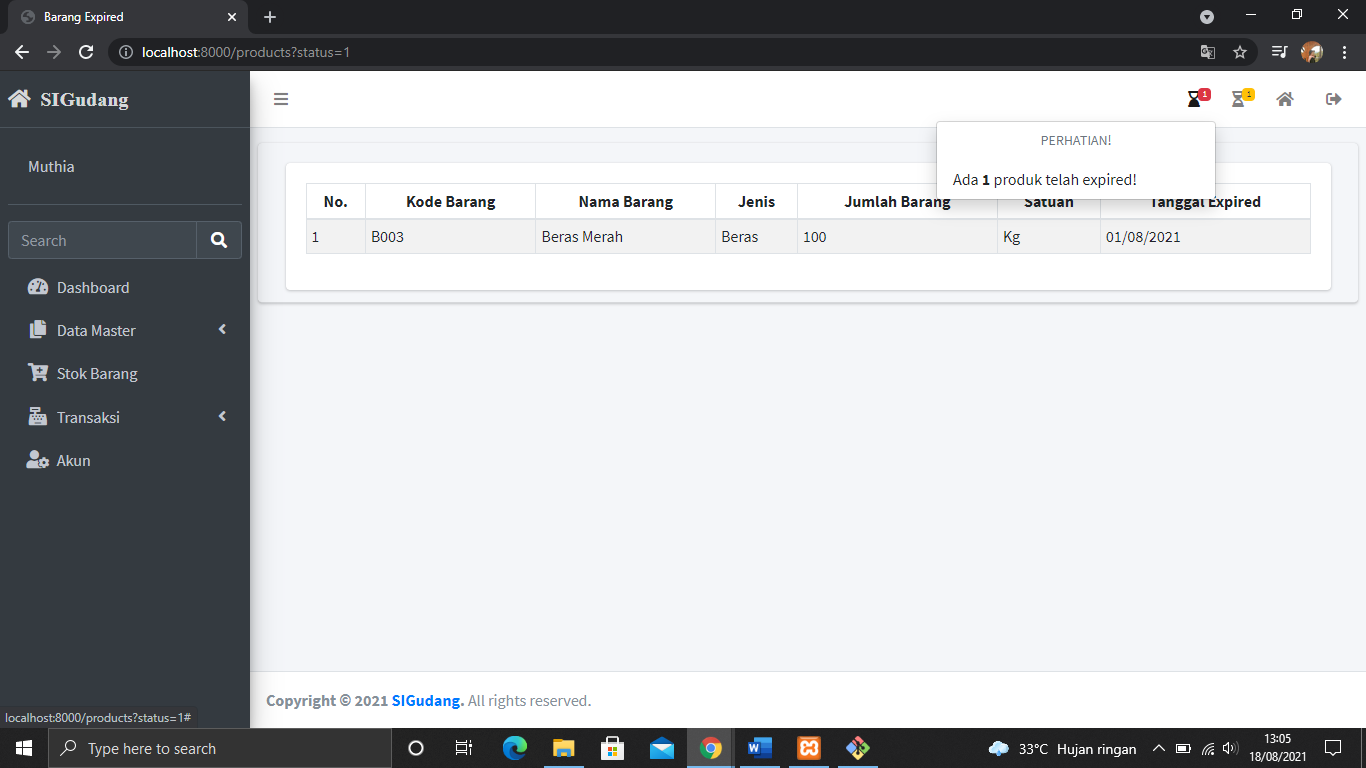 Barang Expired
localhost:8000/products?status=1
SIGudang
1
1
PERHATIAN!
Ada 1 produk telah expired!
Muthia
Search
Dashboard
Data Master
Stok Barang
Transaksi
Akun
No. Kode Barang Nama Barang Jenis Jumlah Barang Satuan Tanggal Expired
1 B003 Beras Merah Beras 100 Kg 01/08/2021
Copyright © 2021 SIGudang. All rights reserved.
localhost:8000/products?status=1#
Type here to search
33°C Hujan ringan
13:05
18/08/2021